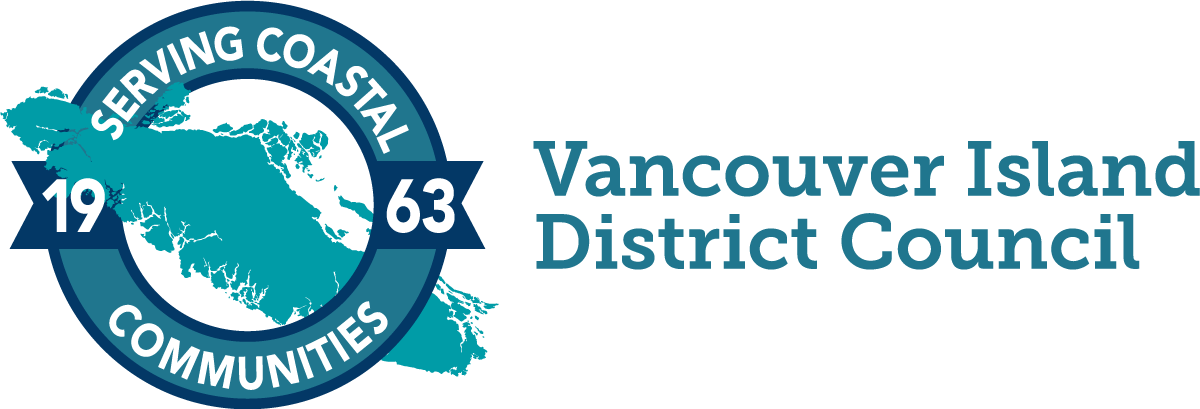 SERVING COASTAL
19 63
COMMUNITIES
Vancouver Island
District Council